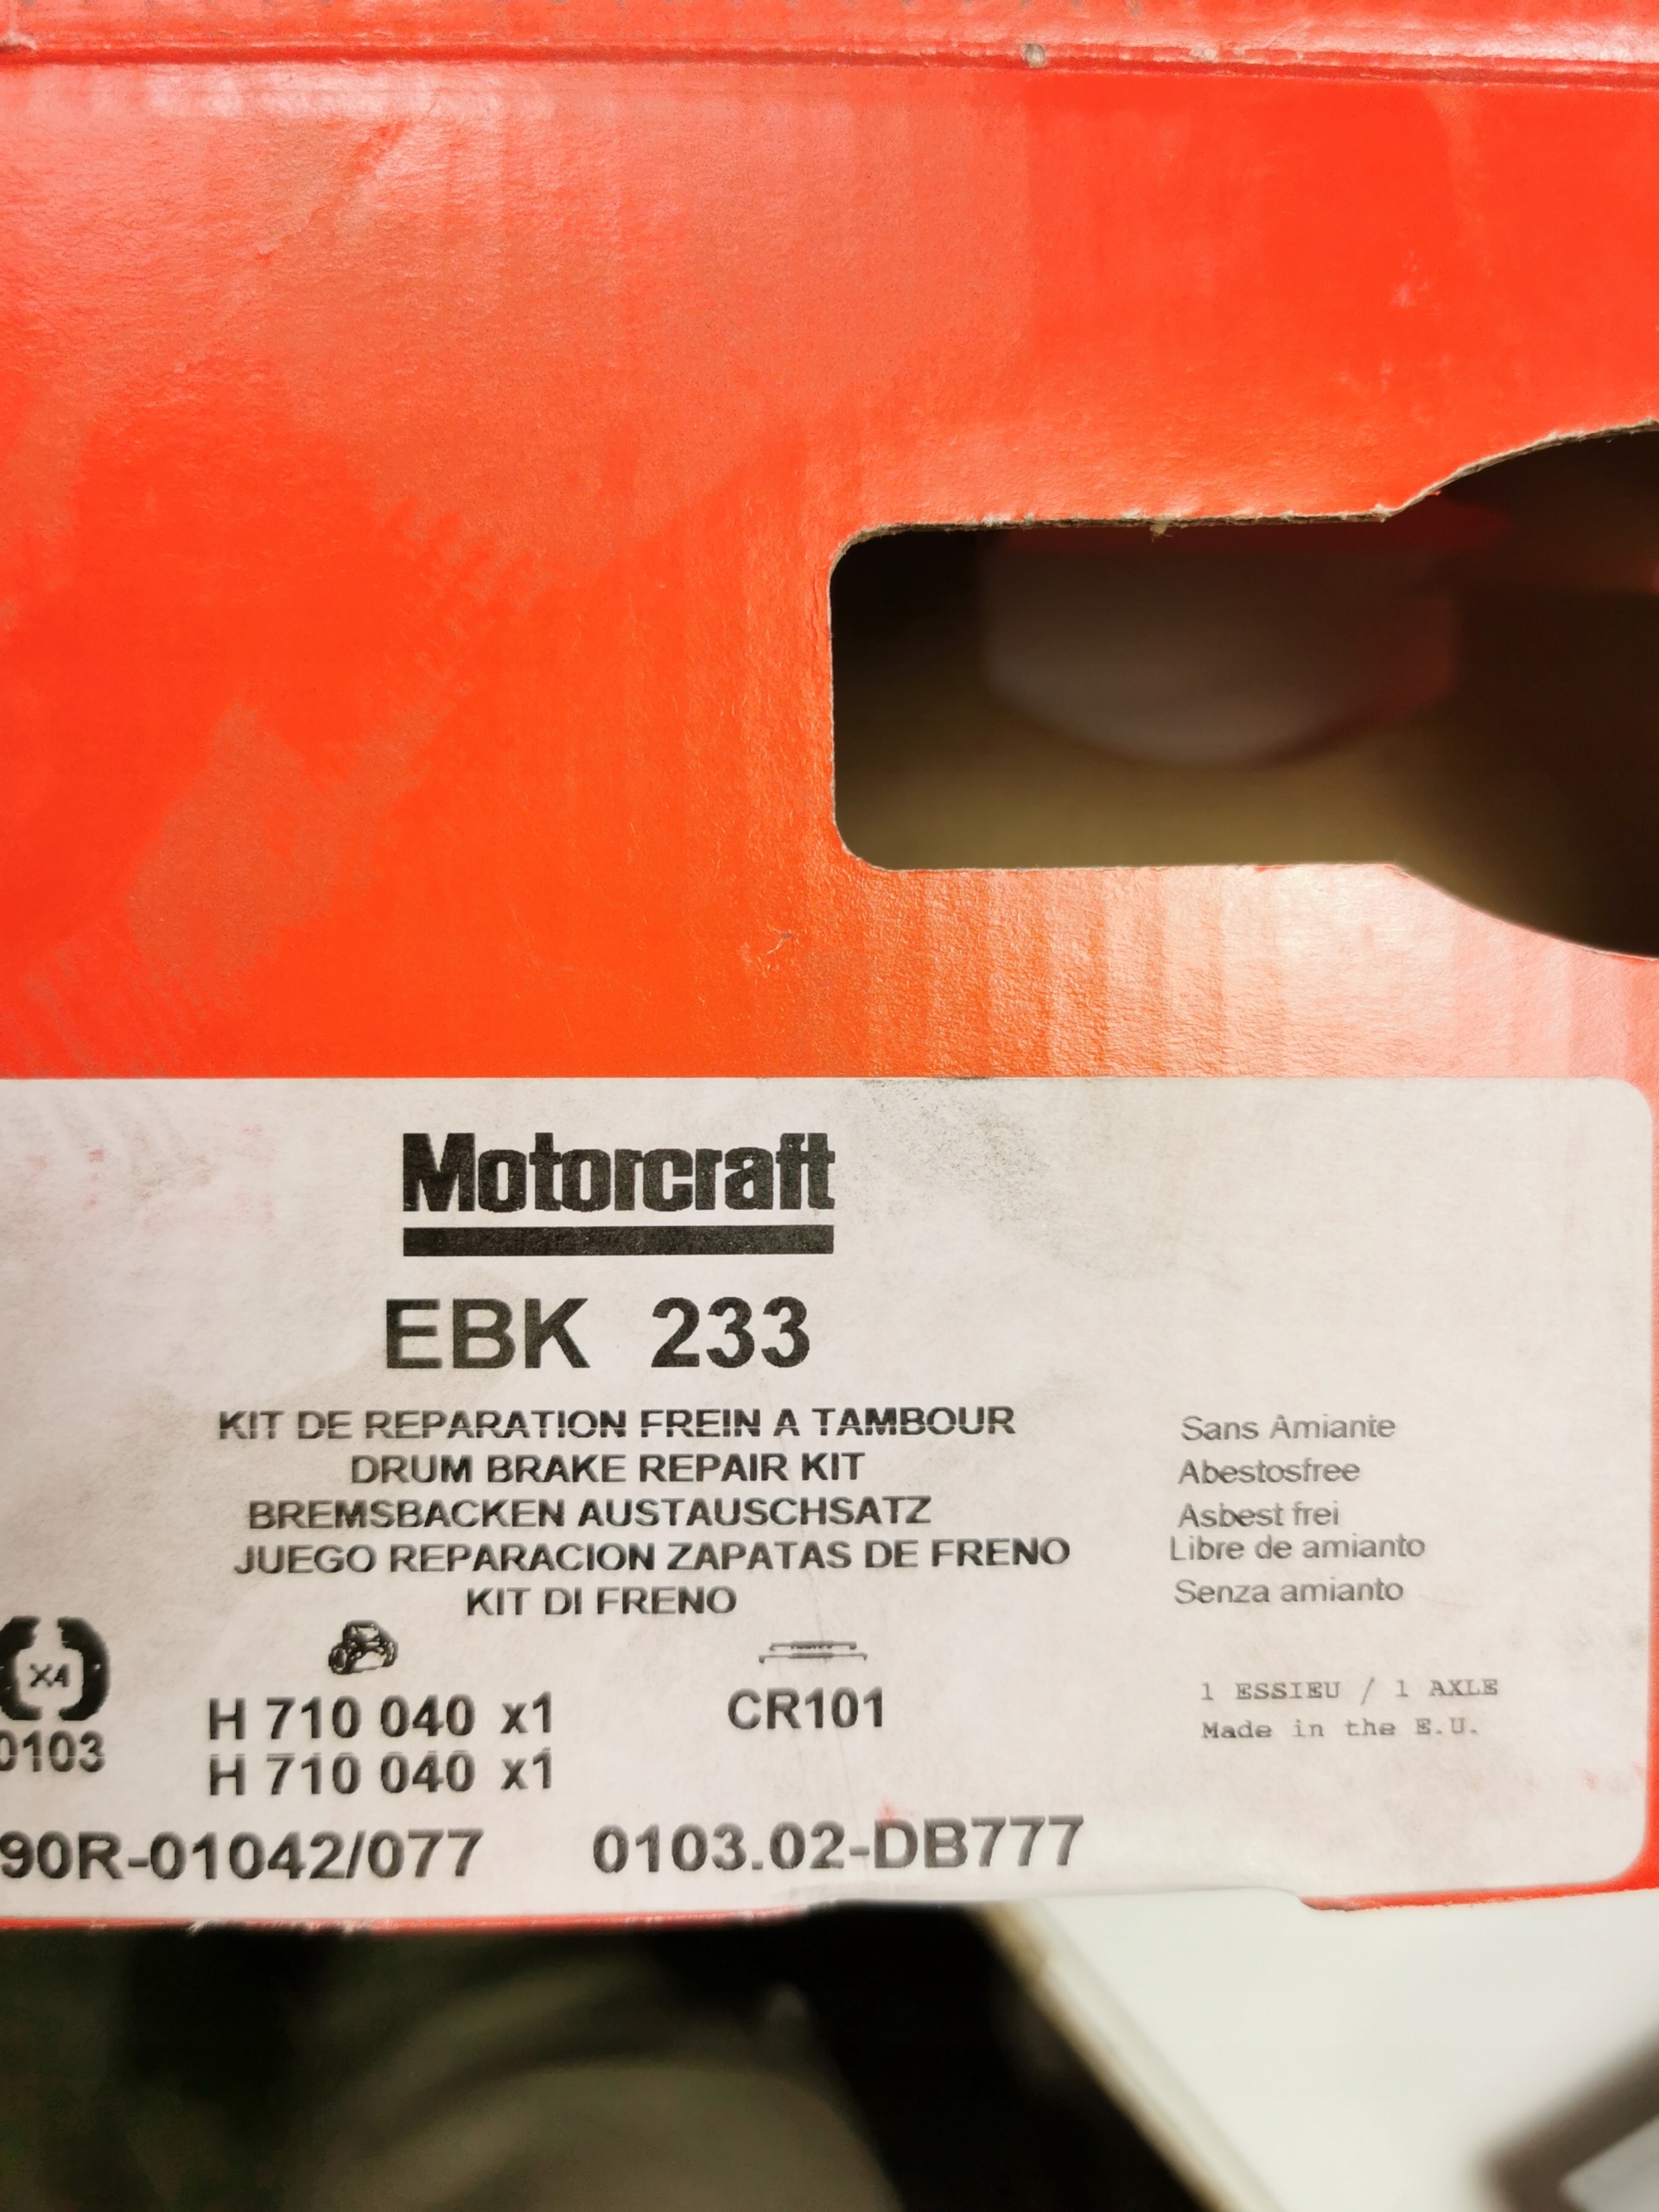 Motorcraft
EBK 233
KIT DE REPARATION FREIN A TAMBOUR
DRUM BRAKE REPAIR KIT
BREMSBACKEN AUSTAUSCHSATZ
JUEGO REPARACION ZAPATAS DE FRENO
KIT DI FRENO
Sans Amiante
Abestosfree
Asbest frei
Libre de amianto
Senza amianto
X4
0103
H 710 040 x1
H 710 040 x1
CR101
1 ESSIEU / 1 AXLE
Made in the E.U.
90R-01042/077 0103.02-DB777